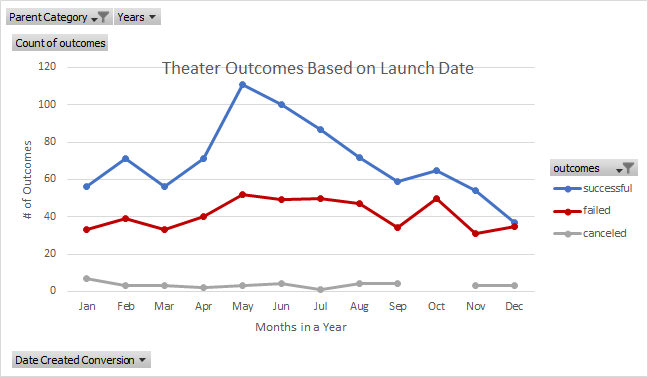 Parent Category Years
Count of outcomes
Theater Outcomes Based on Launch Date
120
100
80
60
40
20
0
# of Outcomes
Jan Feb Mar Apr May Jun Jul Aug Sep Oct Nov Dec
Months in a Year
outcomes
successful
failed
canceled
Date Created Conversion